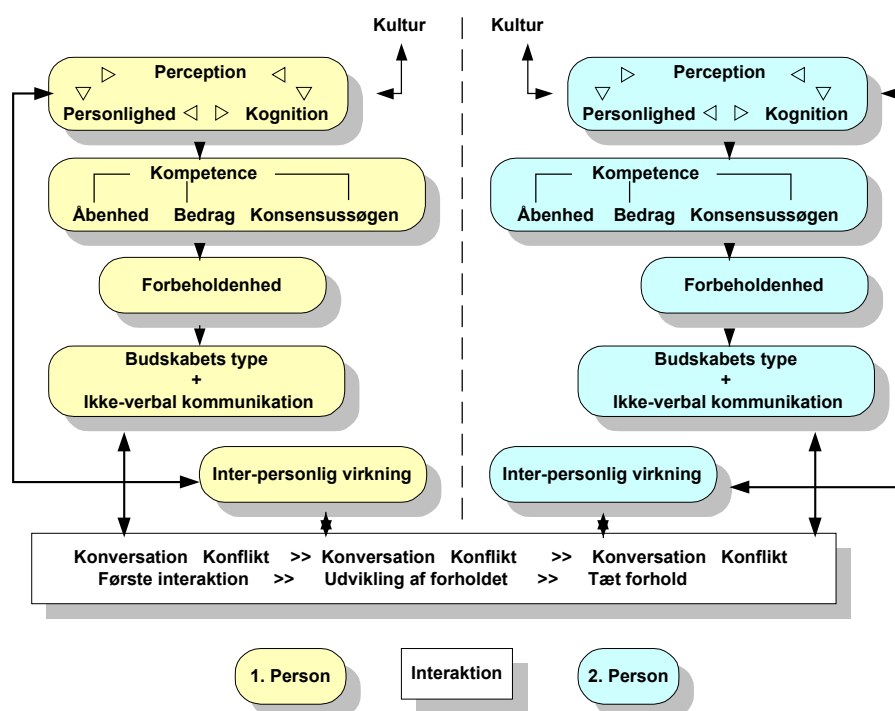 Kultur
Perception
Personlighed Kognition
Kompetence
Åbenhed Bedrag Konsensussøgen
Forbeholdenhed
Budskabets type
+
Ikke-verbal kommunikation
Inter-personlig virkning
Kultur
Perception
Personlighed Kognition
Kompetence
Åbenhed Bedrag Konsensussøgen
Forbeholdenhed
Budskabets type
+
Ikke-verbal kommunikation
Inter-personlig virkning
Konversation Konflikt >> Konversation Konflikt >> Konversation Konflikt
Første interaktion >> Udvikling af forholdet >> Tæt forhold
1. Person
Interaktion
2. Person